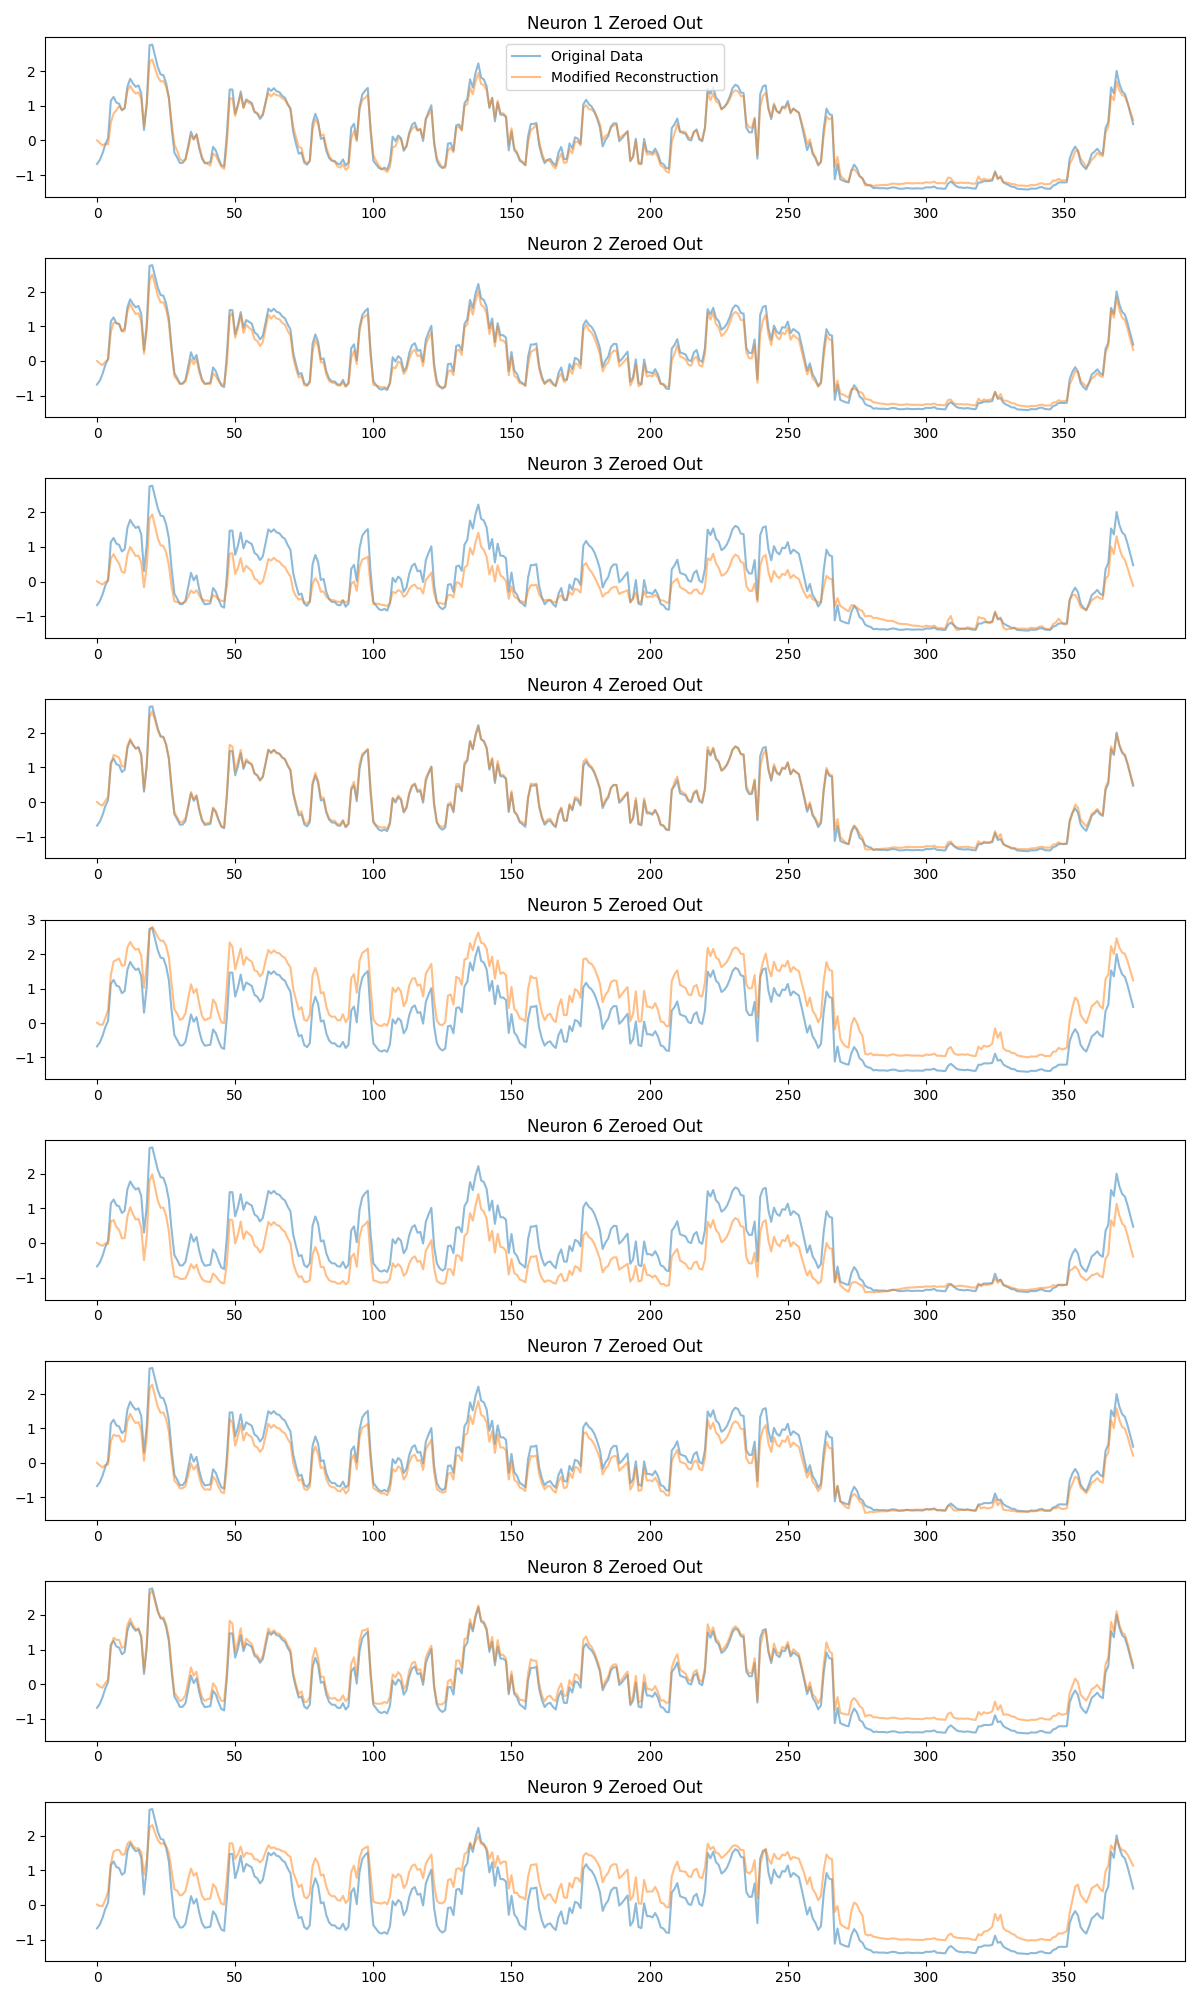 Neuron 1 Zeroed Out
Original Data
Modified Reconstruction
2
1
0
−1
0 50 100 150 200 250 300 350
Neuron 2 Zeroed Out
2
1
0
−1
0 50 100 150 200 250 300 350
Neuron 3 Zeroed Out
2
1
0
−1
0 50 100 150 200 250 300 350
Neuron 4 Zeroed Out
2
1
0
−1
0 50 100 150 200 250 300 350
Neuron 5 Zeroed Out
3
2
1
0
−1
0 50 100 150 200 250 300 350
Neuron 6 Zeroed Out
2
1
0
−1
0 50 100 150 200 250 300 350
Neuron 7 Zeroed Out
2
1
0
−1
0 50 100 150 200 250 300 350
Neuron 8 Zeroed Out
2
1
0
−1
0 50 100 150 200 250 300 350
Neuron 9 Zeroed Out
2
1
0
−1
0 50 100 150 200 250 300 350